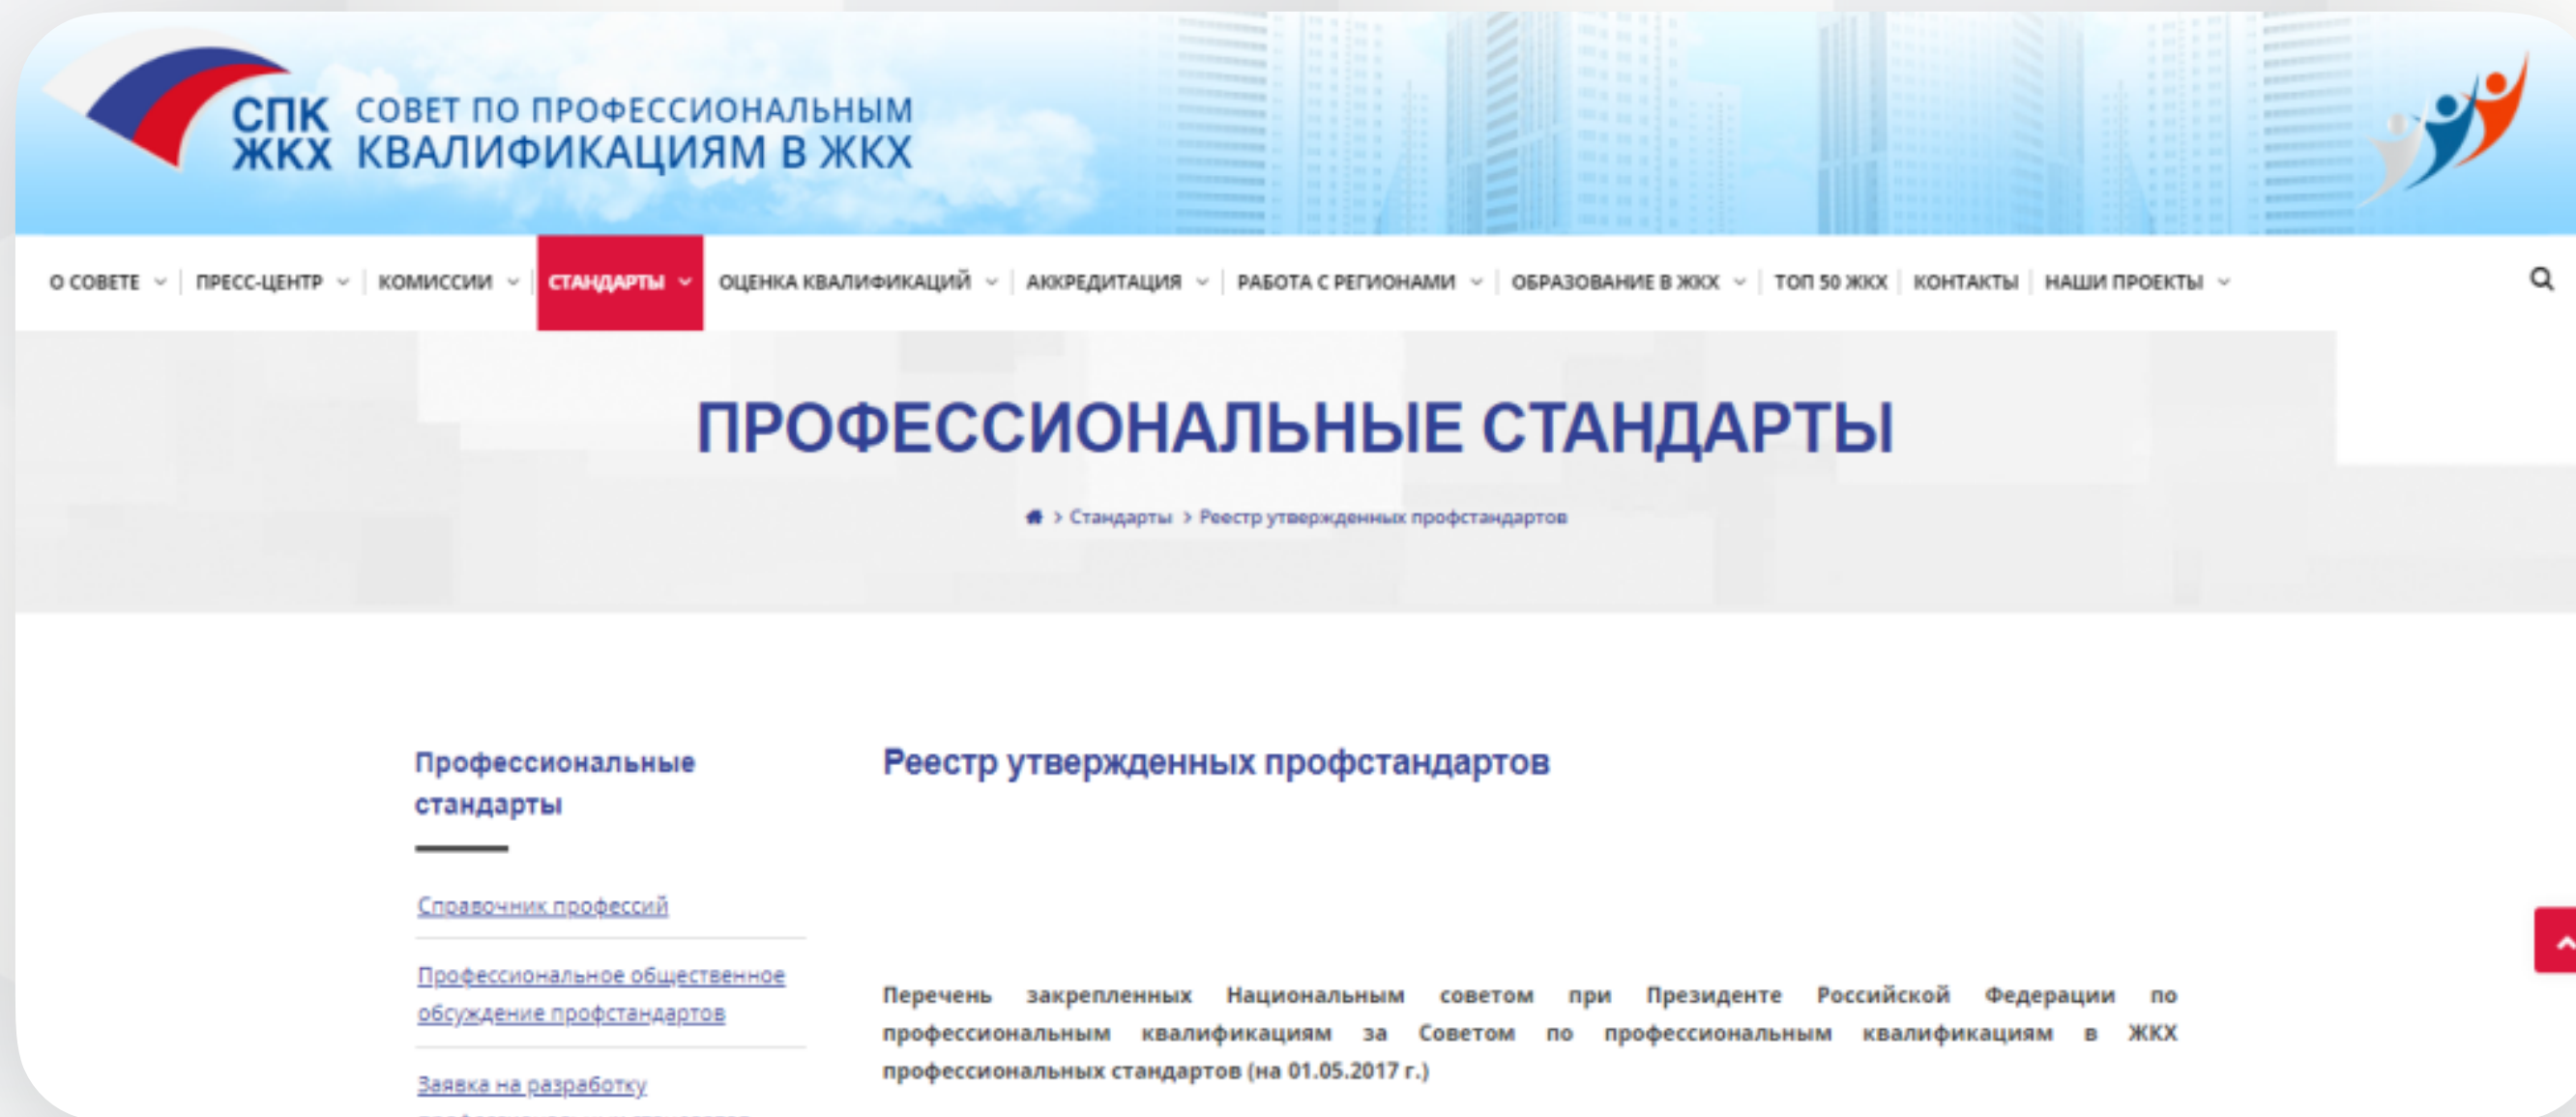 СПК СОВЕТ ПО ПРОФЕССИОНАЛЬНЫМ
ЖКХ КВАЛИФИКАЦИЯМ В ЖКХ
О СОВЕТЕ ПРЕСС-ЦЕНТР КОМИССИИ СТАНДАРТЫ ОЦЕНКА КВАЛИФИКАЦИЙ АККРЕДИТАЦИЯ РАБОТА С РЕГИОНАМИ ОБРАЗОВАНИЕ В ЖКХ ТОП 50 ЖКХ КОНТАКТЫ НАШИ ПРОЕКТЫ
ПРОФЕССИОНАЛЬНЫЕ СТАНДАРТЫ
> Стандарты > Реестр утвержденных профстандартов
Профессиональные
стандарты
Справочник профессий
Профессиональное общественное
обсуждение профстандартов
Заявка на разработку
Реестр утвержденных профстандартов
Перечень закрепленных Национальным советом при Президенте Российской Федерации по
профессиональным квалификациям за Советом по профессиональным квалификациям в ЖКХ
профессиональных стандартов (на 01.05.2017 г.)